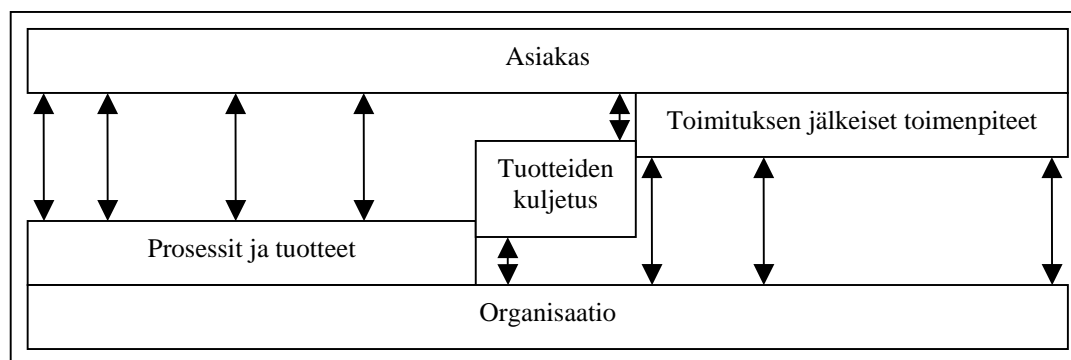 Asiakas
Toimituksen jälkeiset toimenpiteet
Tuotteiden
kuljetus
Prosessit ja tuotteet
Organisaatio